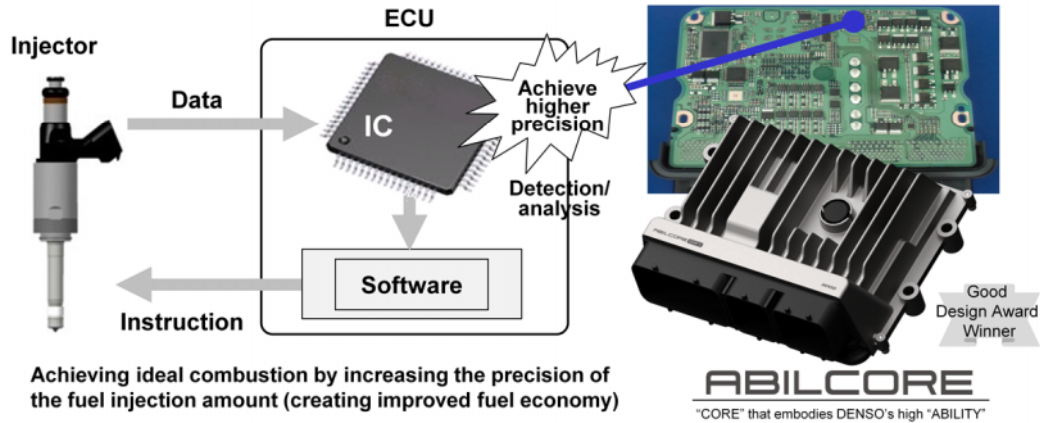 ECU
Injector
Data
IC
Achieve
higher
precision
Detection/
analysis
Software
Instruction
Achieving ideal combustion by increasing the precision of
the fuel injection amount (creating improved fuel economy)
ABILCORE
DENSO
Good
Design Award
Winner
ABILCORE
"CORE" that embodies DENSO's high "ABILITY"